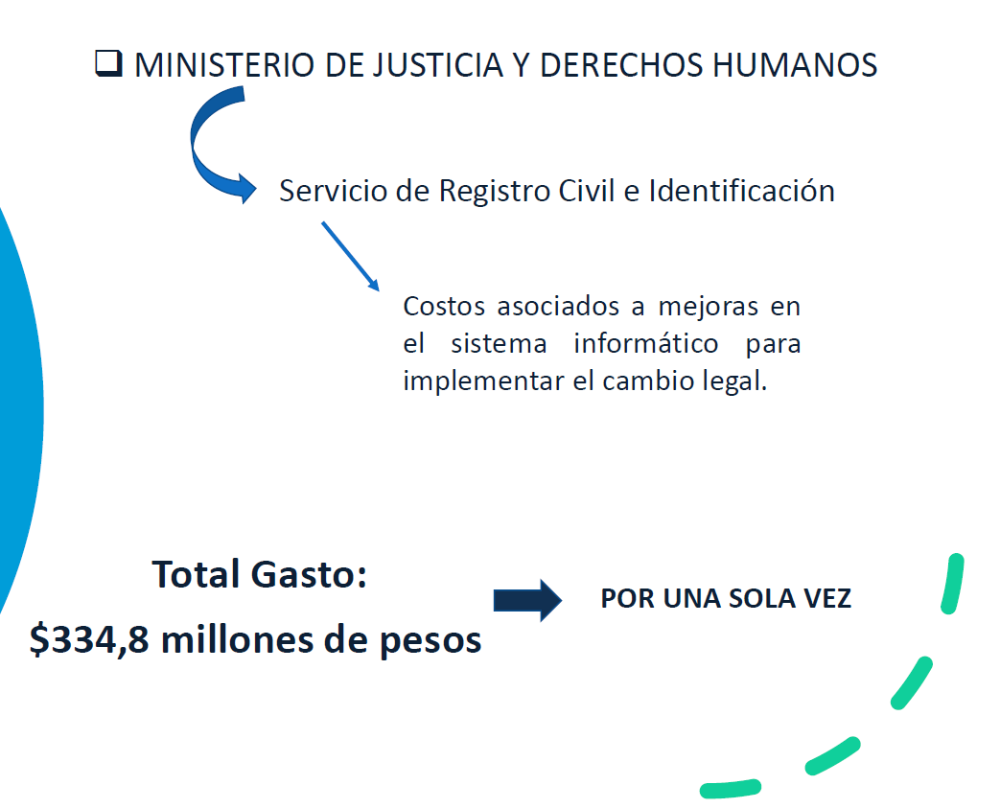 ❑ MINISTERIO DE JUSTICIA Y DERECHOS HUMANOS
Servicio de Registro Civil e Identificación
Costos asociados a mejoras en
el sistema informático para
implementar el cambio legal.
Total Gasto:
$334,8 millones de pesos
POR UNA SOLA VEZ